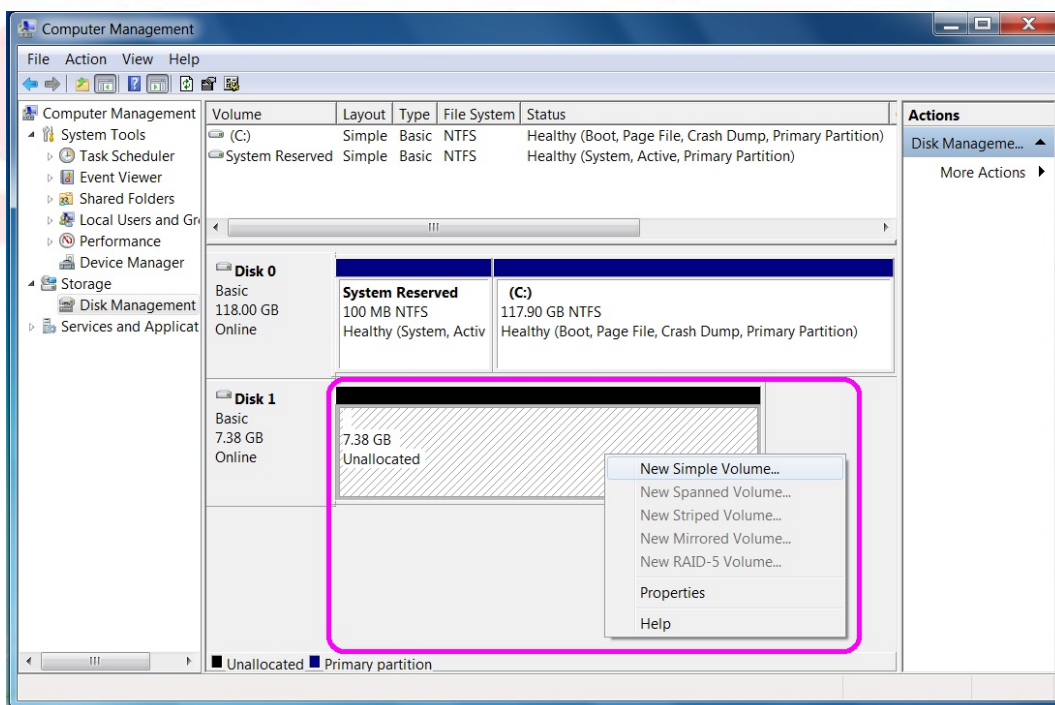 Computer Management
File Action View Help
Computer Management
System Tools
Task Scheduler
Event Viewer
Shared Folders
Local Users and Gr
Performance
Device Manager
Storage
Disk Management
Services and Applicat
Volume Layout Type File System Status
(C:) Simple Basic NTFS Healthy (Boot, Page File, Crash Dump, Primary Partition)
System Reserved Simple Basic NTFS Healthy (System, Active, Primary Partition)
Disk 0
Basic
118.00 GB
Online
System Reserved
100 MB NTFS
Healthy (System, Activ
(C:)
117.90 GB NTFS
Healthy (Boot, Page File, Crash Dump, Primary Partition)
Disk 1
Basic
7.38 GB
Online
7.38 GB
Unallocated
New Simple Volume...
New Spanned Volume...
New Striped Volume...
New Mirrored Volume...
New RAID-5 Volume...
Properties
Help
Unallocated Primary partition
Actions
Disk Manageme...
More Actions